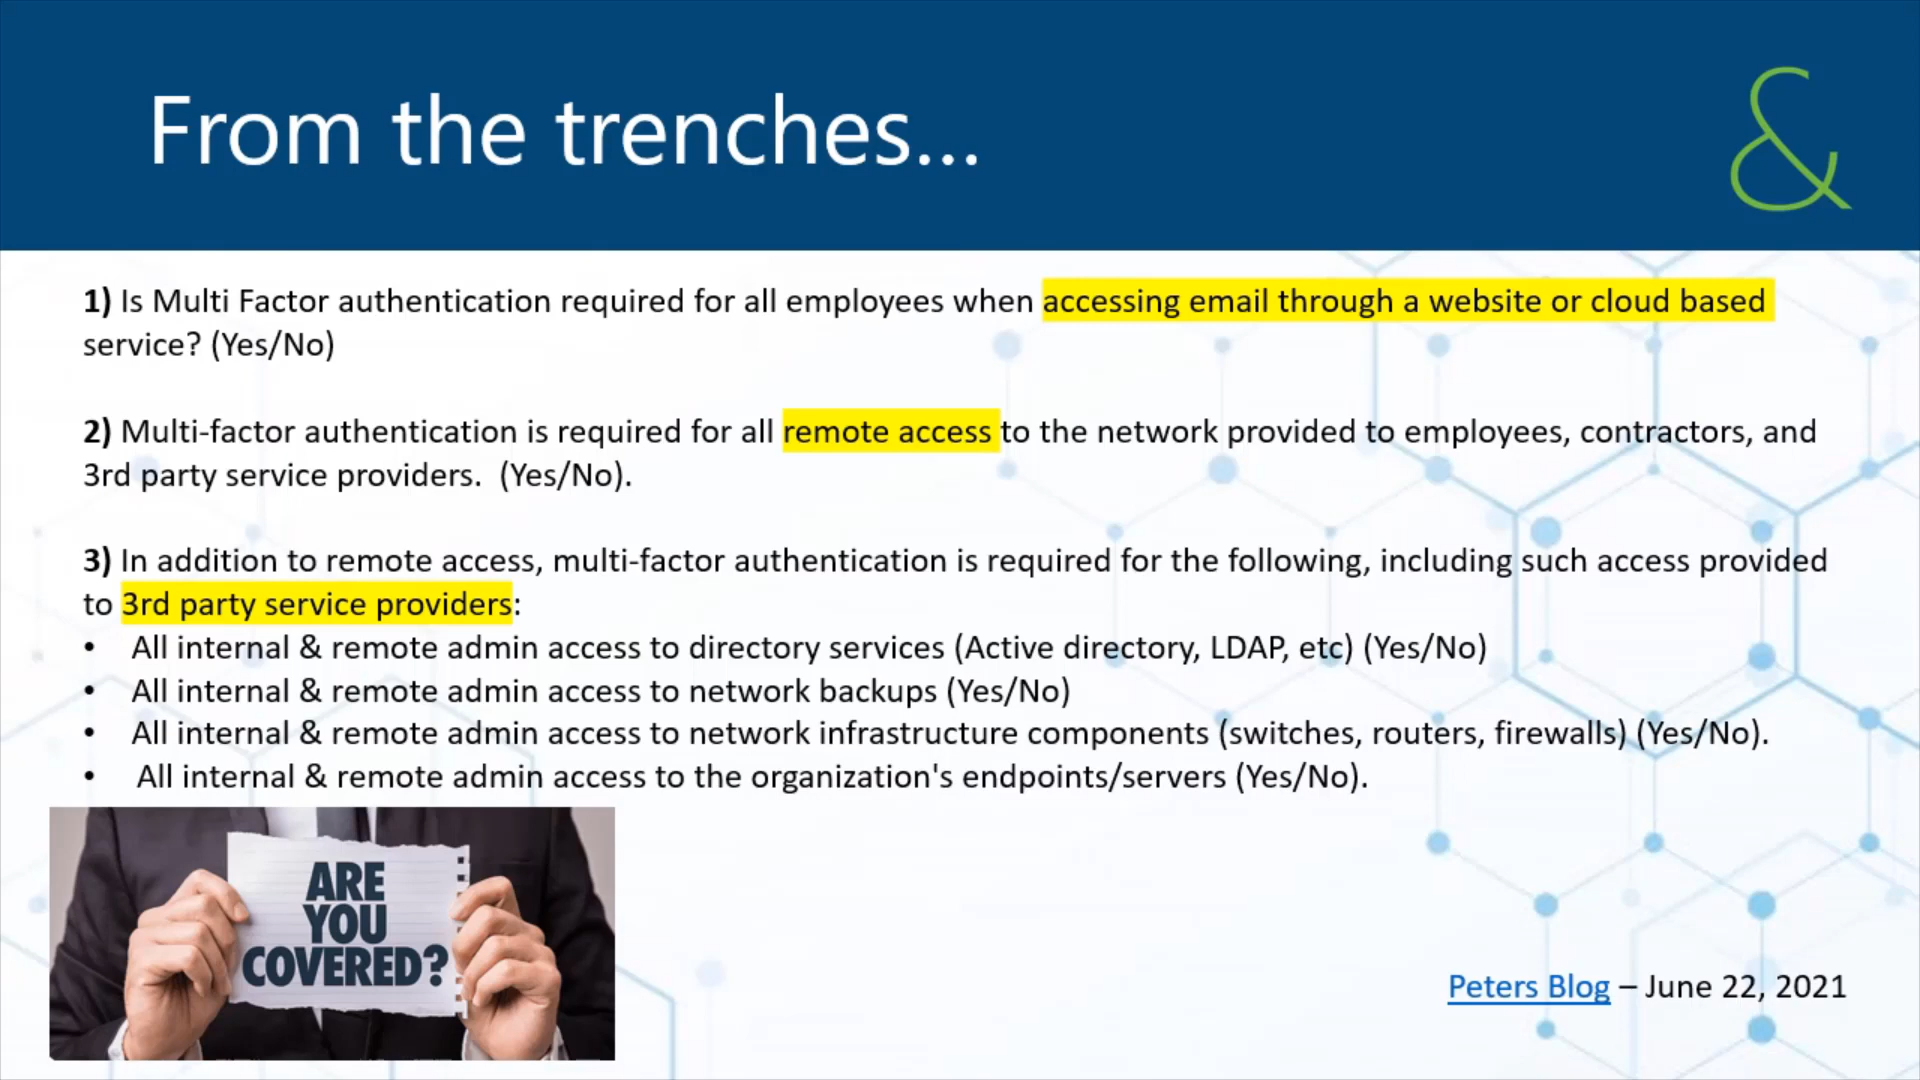 From the trenches...
&
1) Is Multi Factor authentication required for all employees when accessing email through a website or cloud based
service? (Yes/No)
2) Multi-factor authentication is required for all remote access to the network provided to employees, contractors, and
3rd party service providers.  (Yes/No).
3) In addition to remote access, multi-factor authentication is required for the following, including such access provided
to 3rd party service providers:
• All internal & remote admin access to directory services (Active directory, LDAP, etc) (Yes/No)
• All internal & remote admin access to network backups (Yes/No)
• All internal & remote admin access to network infrastructure components (switches, routers, firewalls) (Yes/No).
• All internal & remote admin access to the organization's endpoints/servers (Yes/No).
ARE
YOU
COVERED?
Peters Blog – June 22, 2021